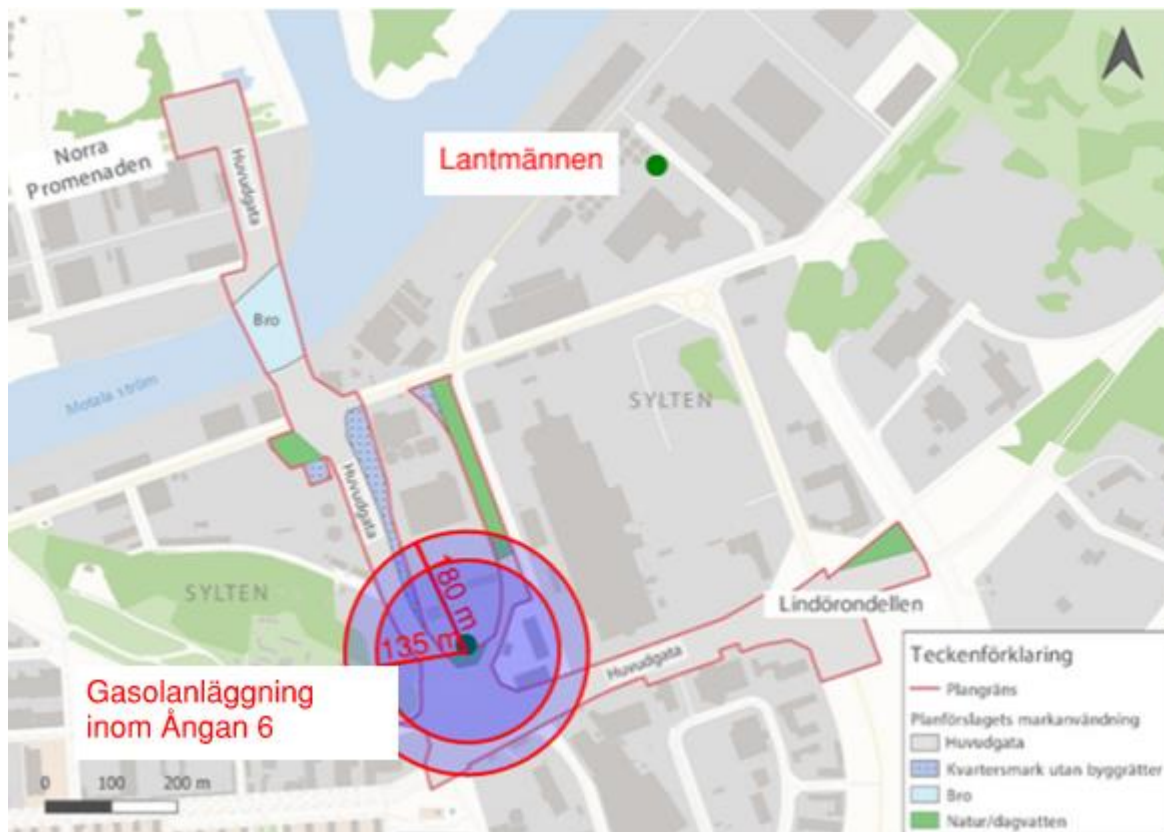 Norra
Promenaden
Huvudgata
Lantmännen
Bro
Motala ström
SYLTEN
Huvudgata
SYLTEN
180 m
135 m
Lindörondellen
Huvudgata
Gasolanläggning
inom Ångan 6
0 100 200 m
Teckenförklaring
Plangräns
Planförslagets markanvändning
Huvudgata
Kvartersmark utan byggrätter
Bro
Natur/dagvatten